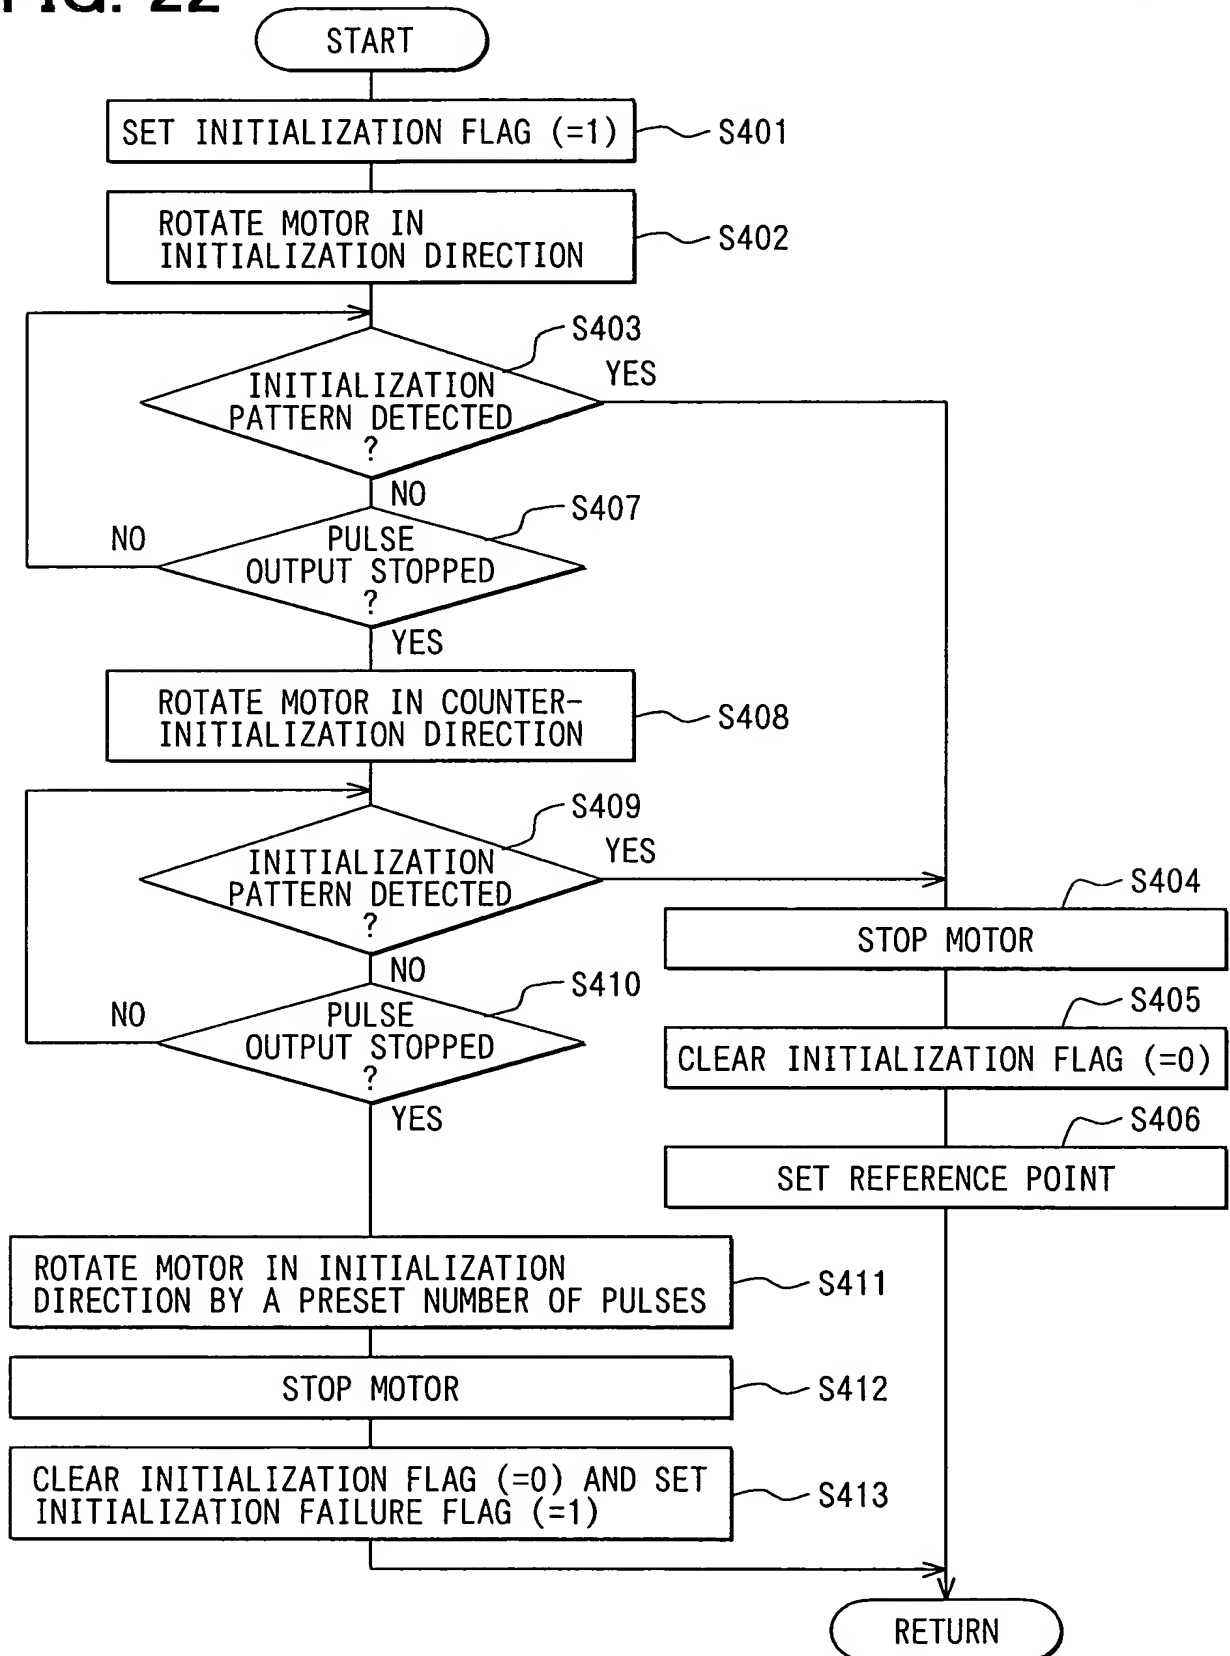 FIG. 22
START
SET INITIALIZATION FLAG (=1)
S401
ROTATE MOTOR IN
INITIALIZATION DIRECTION
S402
S403
YES
INITIALIZATION
PATTERN DETECTED
?
NO
S407
NO
PULSE
OUTPUT STOPPED
?
YES
ROTATE MOTOR IN COUNTER-
INITIALIZATION DIRECTION
S408
S409
YES
INITIALIZATION
PATTERN DETECTED
?
NO
S410
NO
PULSE
OUTPUT STOPPED
?
YES
S404
STOP MOTOR
S405
CLEAR INITIALIZATION FLAG (=0)
S406
SET REFERENCE POINT
ROTATE MOTOR IN INITIALIZATION
DIRECTION BY A PRESET NUMBER OF PULSES
S411
STOP MOTOR
S412
CLEAR INITIALIZATION FLAG (=0) AND SET
INITIALIZATION FAILURE FLAG (=1)
S413
RETURN